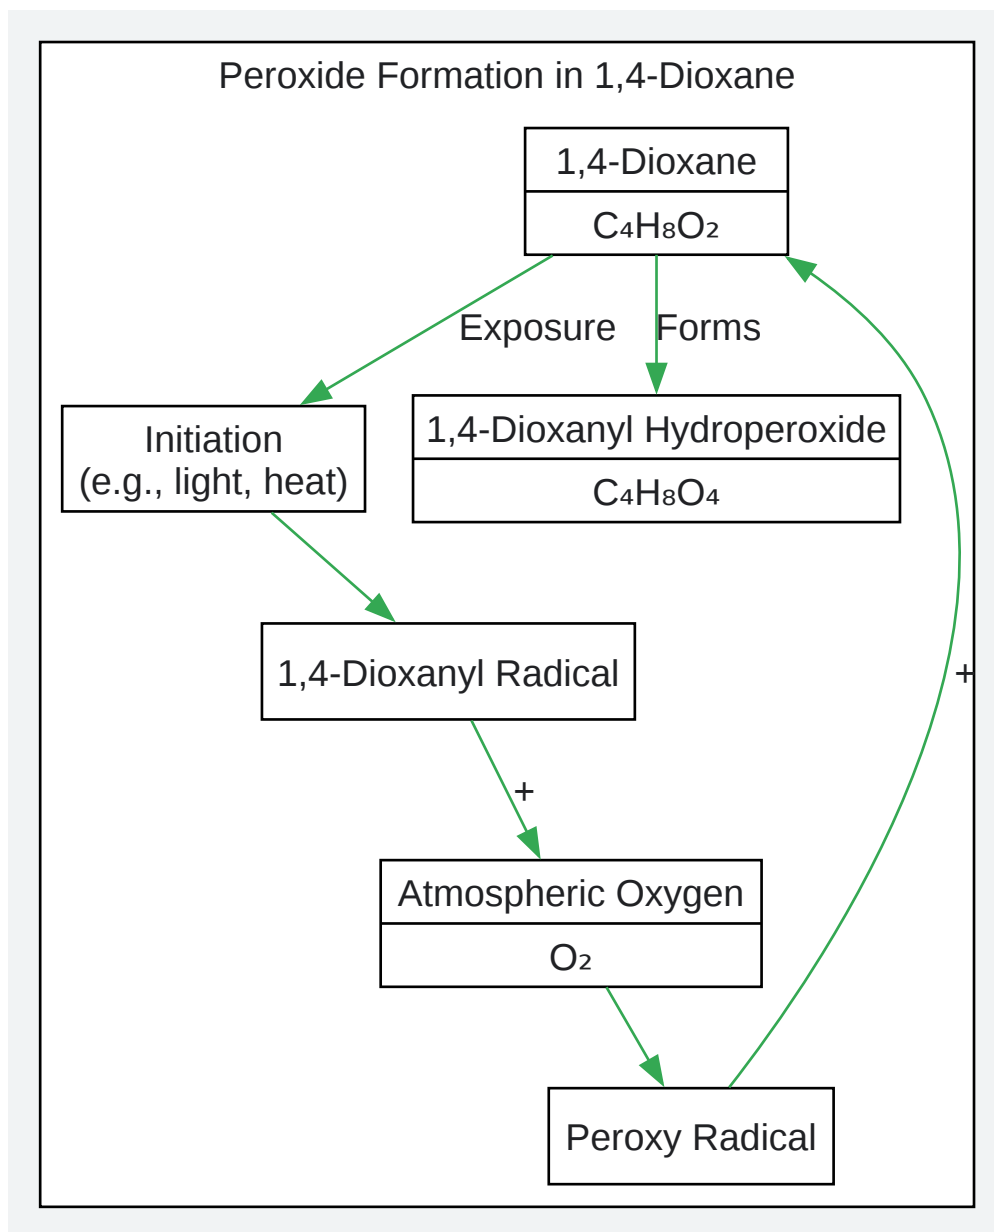 Peroxide Formation in 1,4-Dioxane
1,4-Dioxane
C₄H₈O₂
Exposure
Forms
Initiation
(e.g., light, heat)
1,4-Dioxanyl Hydroperoxide
C₄H₈O₄
1,4-Dioxanyl Radical
+
+
Atmospheric Oxygen
O₂
Peroxy Radical